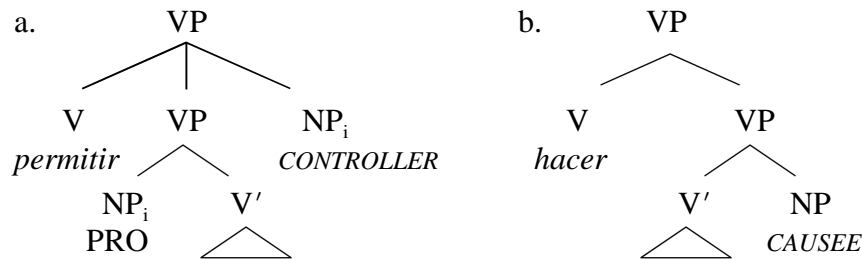 a. VP b. VP
V VP NPi V VP
permitir CONTROLLER hacer
NPi V′ V′ NP
PRO CAUSEE